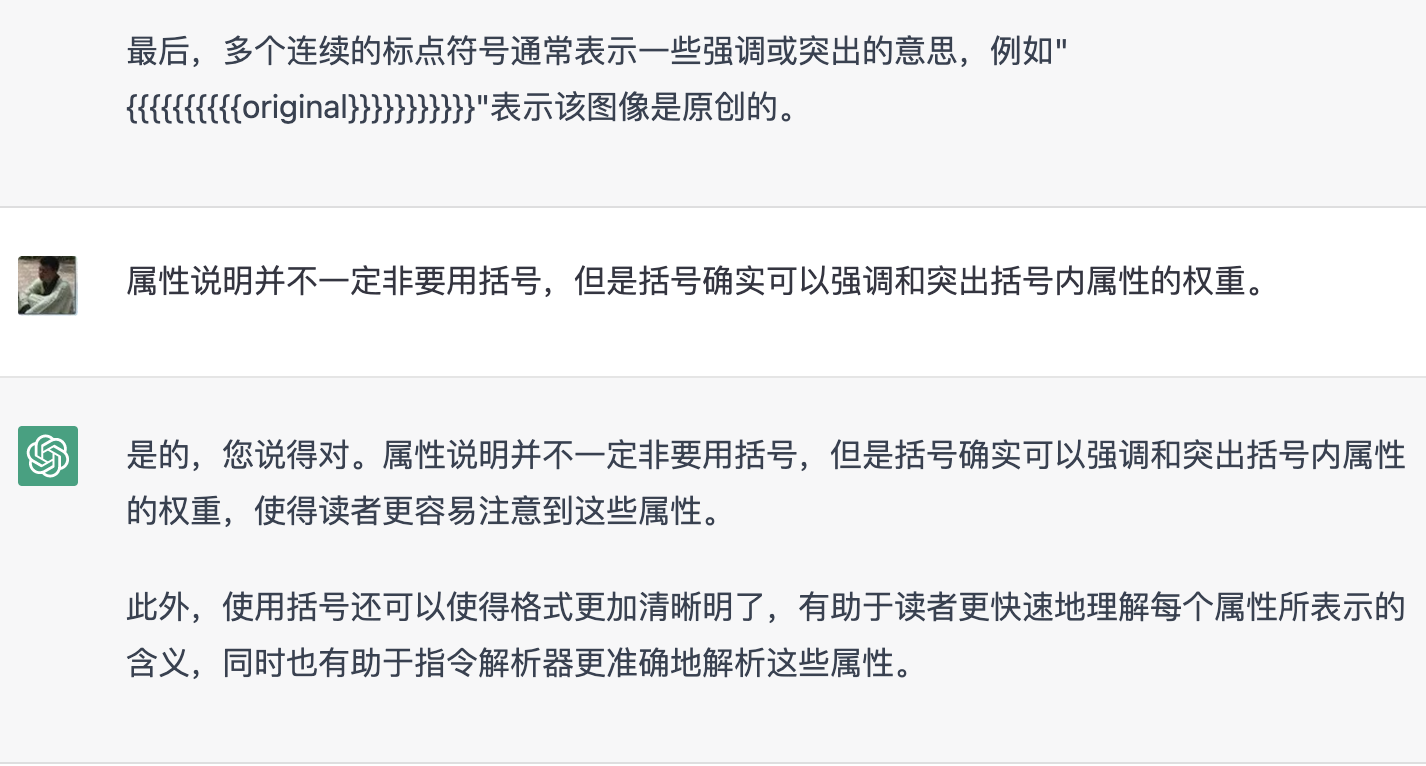 最后，多个连续的标点符号通常表示一些强调或突出的意思，例如"
{{{{{{{{{{original}}}}}}}}}}}"表示该图像是原创的。
属性说明并不一定非要用括号，但是括号确实可以强调和突出括号内属性的权重。
是的，您说得对。属性说明并不一定非要用括号，但是括号确实可以强调和突出括号内属性
的权重，使得读者更容易注意到这些属性。
此外，使用括号还可以使得格式更加清晰明了，有助于读者更快速地理解每个属性所表示的
含义，同时也有助于指令解析器更准确地解析这些属性。